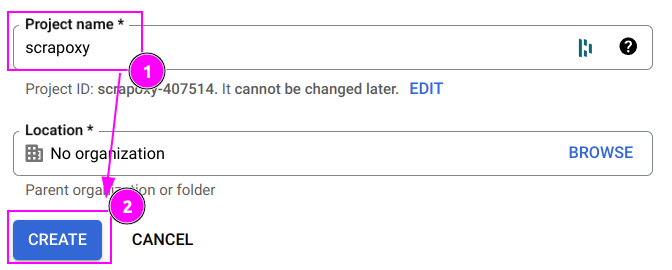 Project name *
scrapoxy
1
Project ID: scrapoxy-407514. It cannot be changed later. EDIT
Location *
No organization BROWSE
Parent organization or folder
2
CREATE CANCEL